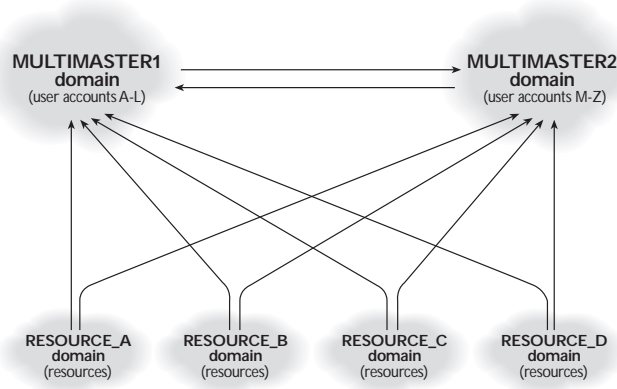 MULTIMASTER1
domain
(user accounts A-L)
MULTIMASTER2
domain
(user accounts M-Z)
RESOURCE_A
domain
(resources)
RESOURCE_B
domain
(resources)
RESOURCE_C
domain
(resources)
RESOURCE_D
domain
(resources)